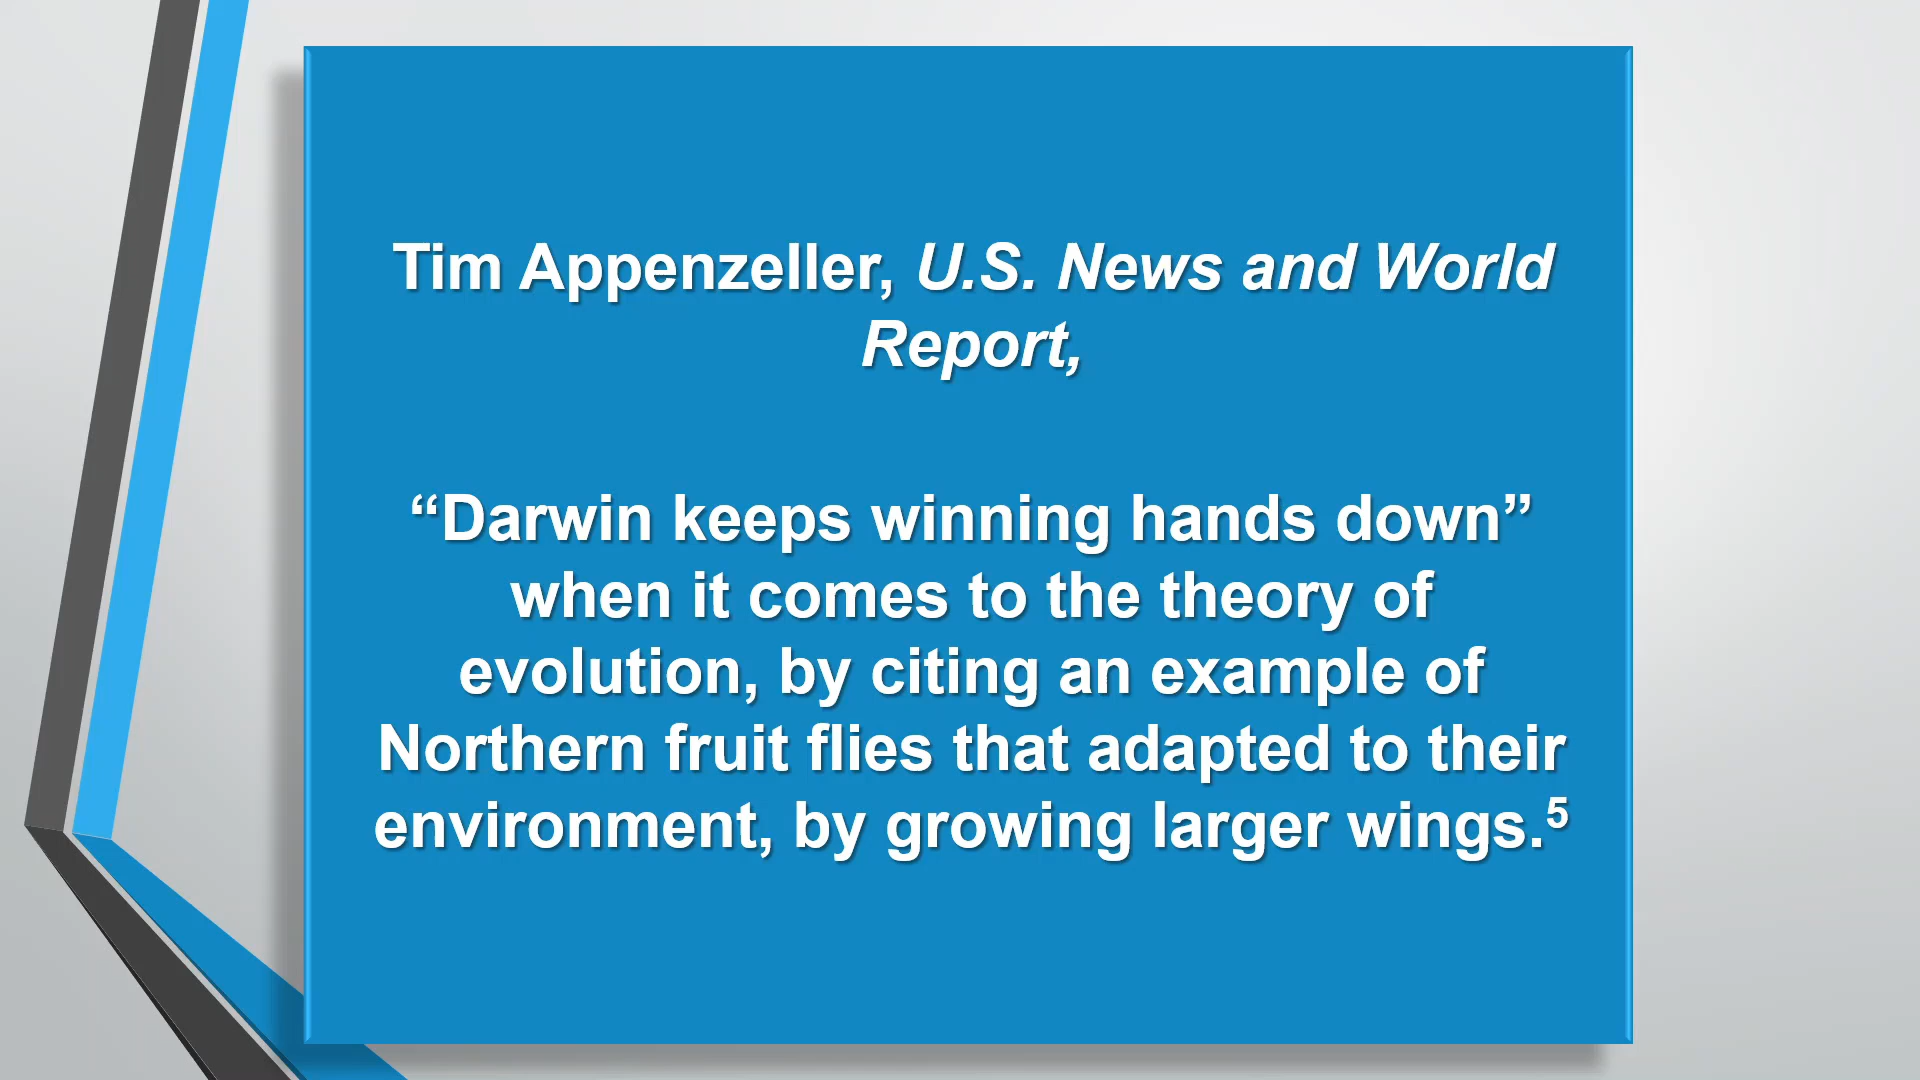 Tim Appenzeller, U.S. News and World
Report,
“Darwin keeps winning hands down”
when it comes to the theory of
evolution, by citing an example of
Northern fruit flies that adapted to their
environment, by growing larger wings.⁵